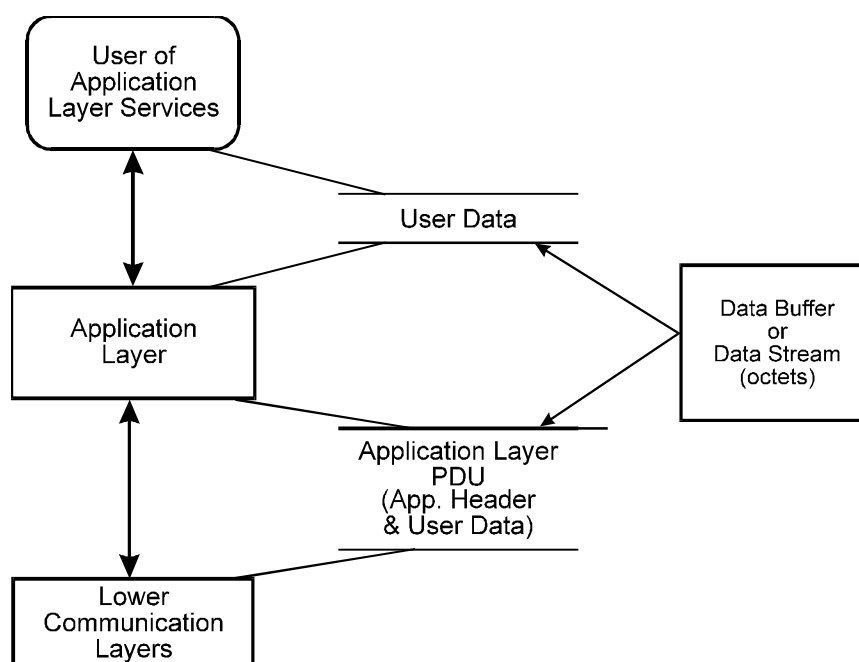 User of
Application
Layer Services
User Data
Application
Layer
Data Buffer
or
Data Stream
(octets)
Application Layer
PDU
(App. Header
& User Data)
Lower
Communication
Layers